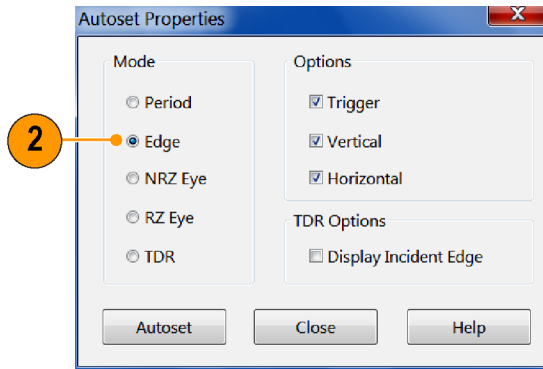 Autoset Properties
X
Mode
Period
2
Edge
NRZ Eye
RZ Eye
TDR
Options
Trigger
Vertical
Horizontal
TDR Options
Display Incident Edge
Autoset
Close
Help